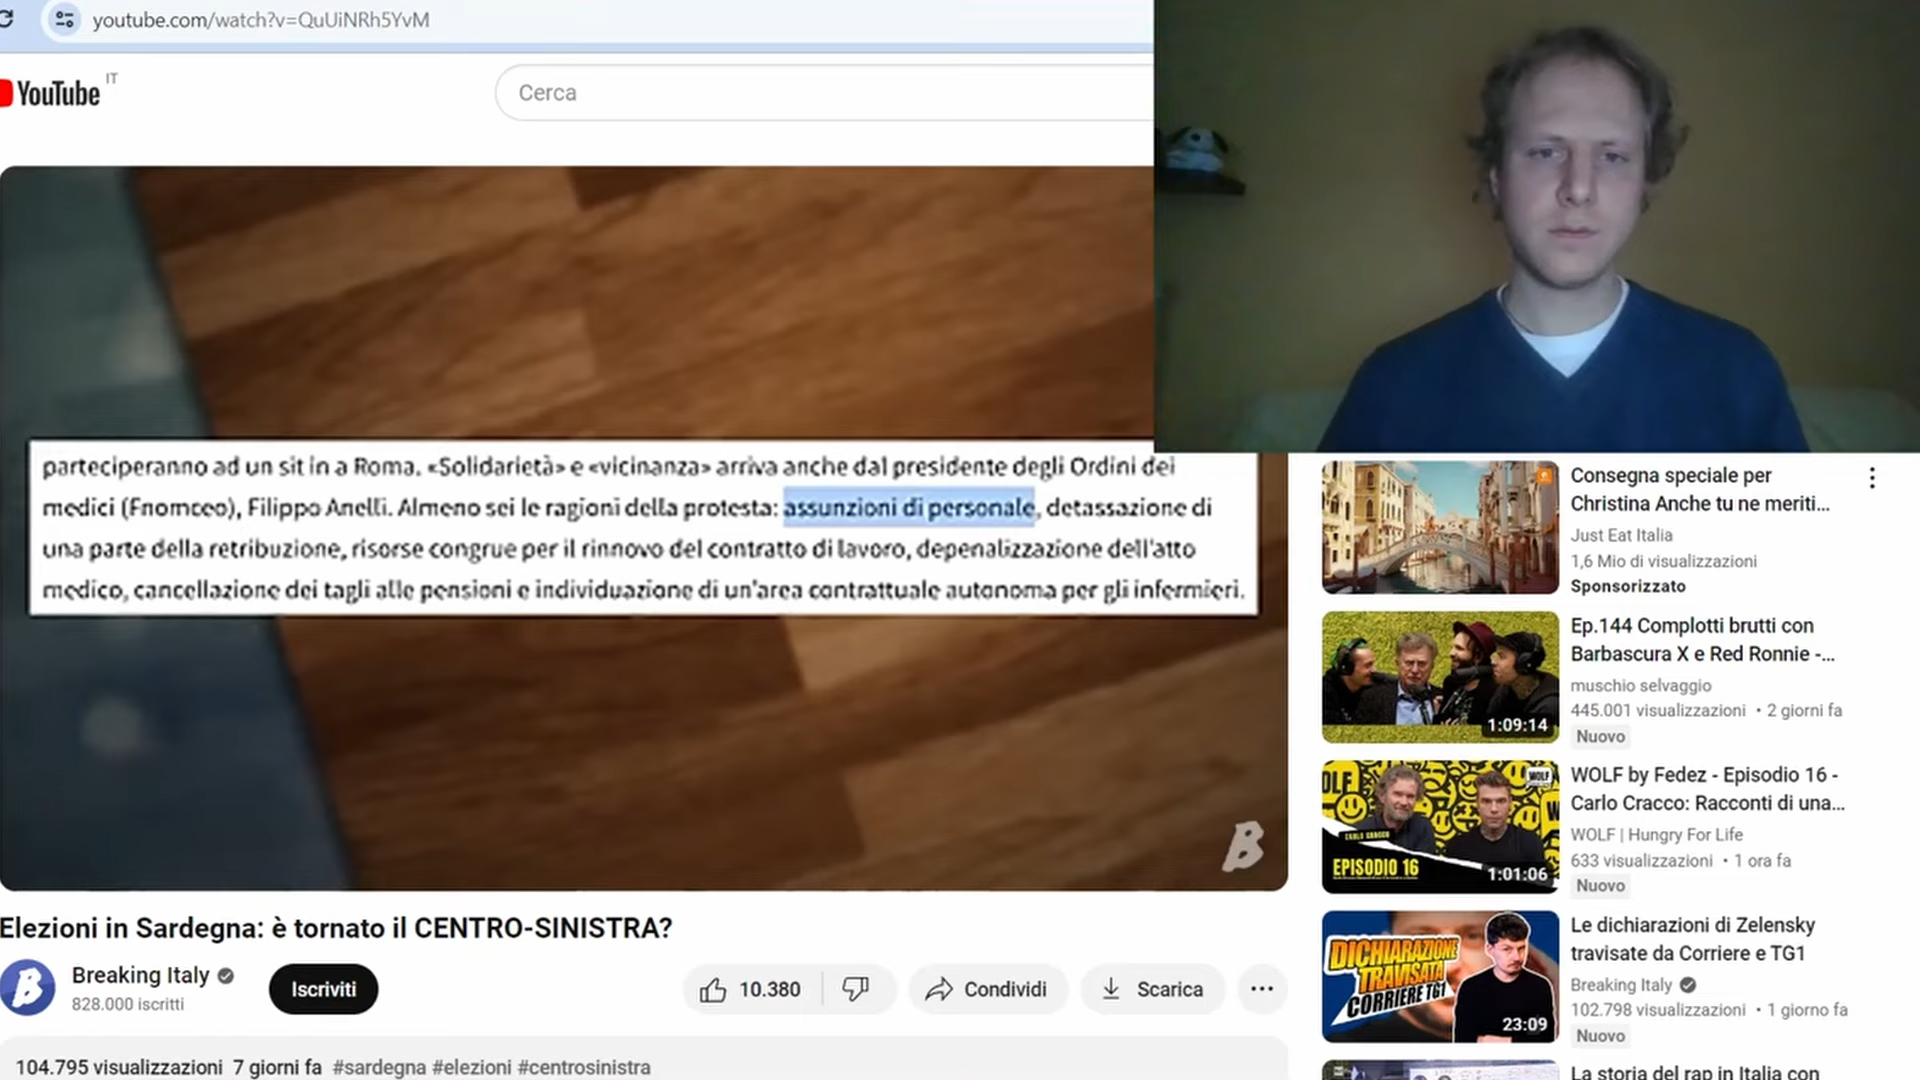 youtube.com/watch?v=QuUiNRh5YvM
YouTube IT
Cerca
parteciperanno ad un sit in a Roma. «Solidarietà» e «vicinanza» arriva anche dal presidente degli Ordini dei
medici (Fnomceo), Filippo Anelli. Almeno sei le ragioni della protesta: assunzioni di personale, detassazione di
una parte della retribuzione, risorse congrue per il rinnovo del contratto di lavoro, depenalizzazione dell'atto
medico, cancellazione dei tagli alle pensioni e individuazione di un'area contrattuale autonoma per gli infermieri.
B
Elezioni in Sardegna: è tornato il CENTRO-SINISTRA?
B
Breaking Italy
828.000 iscritti
Iscriviti
10.380
Condividi
Scarica
104.795 visualizzazioni 7 giorni fa #sardegna #elezioni #centrosinistra
Consegna speciale per
Christina Anche tu ne meriti...
Just Eat Italia
1,6 Mio di visualizzazioni
Sponsorizzato
1:09:14
Ep.144 Complotti brutti con
Barbascura X e Red Ronnie -...
muschio selvaggio
445.001 visualizzazioni • 2 giorni fa
Nuovo
OLF
WOLF
CARLO CRACCO
EPISODIO 16
1:01:06
WOLF by Fedez - Episodio 16 -
Carlo Cracco: Racconti di una...
WOLF | Hungry For Life
633 visualizzazioni • 1 ora fa
Nuovo
DICHIARAZIONE
TRAVISATA
CORRIERE TG1
23:09
Le dichiarazioni di Zelensky
travisate da Corriere e TG1
Breaking Italy
102.798 visualizzazioni • 1 giorno fa
Nuovo
La storia del rap in Italia con